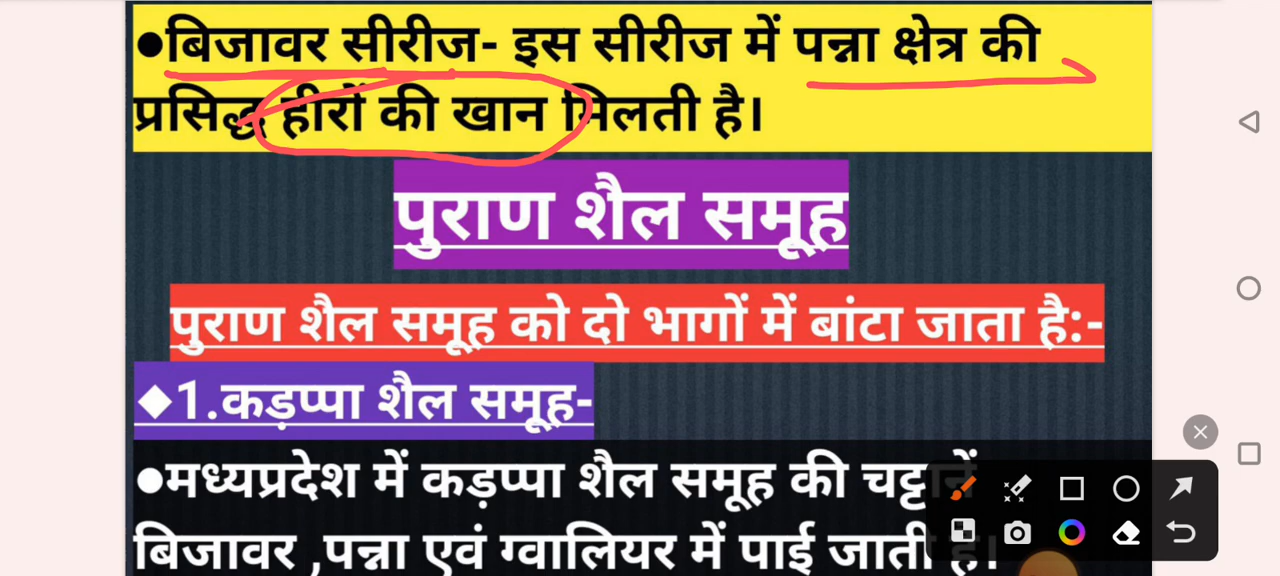 ●बिजावर सीरीज- इस सीरीज में पन्ना क्षेत्र की
प्रसिद्ध हीरों की खान मिलती है।
पुराण शैल समूह
पुराण शैल समूह को दो भागों में बांटा जाता है:-
◆1.कड़प्पा शैल समूह-
●मध्यप्रदेश में कड़प्पा शैल समूह की चट्टानें
बिजावर ,पन्ना एवं ग्वालियर में पाई जाती है।